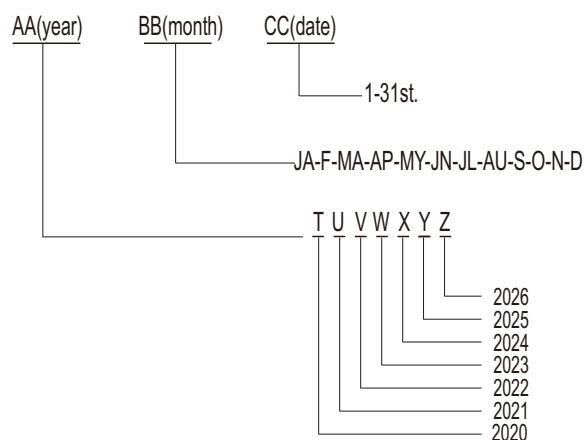 AA(year) BB(month) CC(date)
1-31st.
JA-F-MA-AP-MY-JN-JL-AU-S-O-N-D
T U V W X Y Z
2026
2025
2024
2023
2022
2021
2020